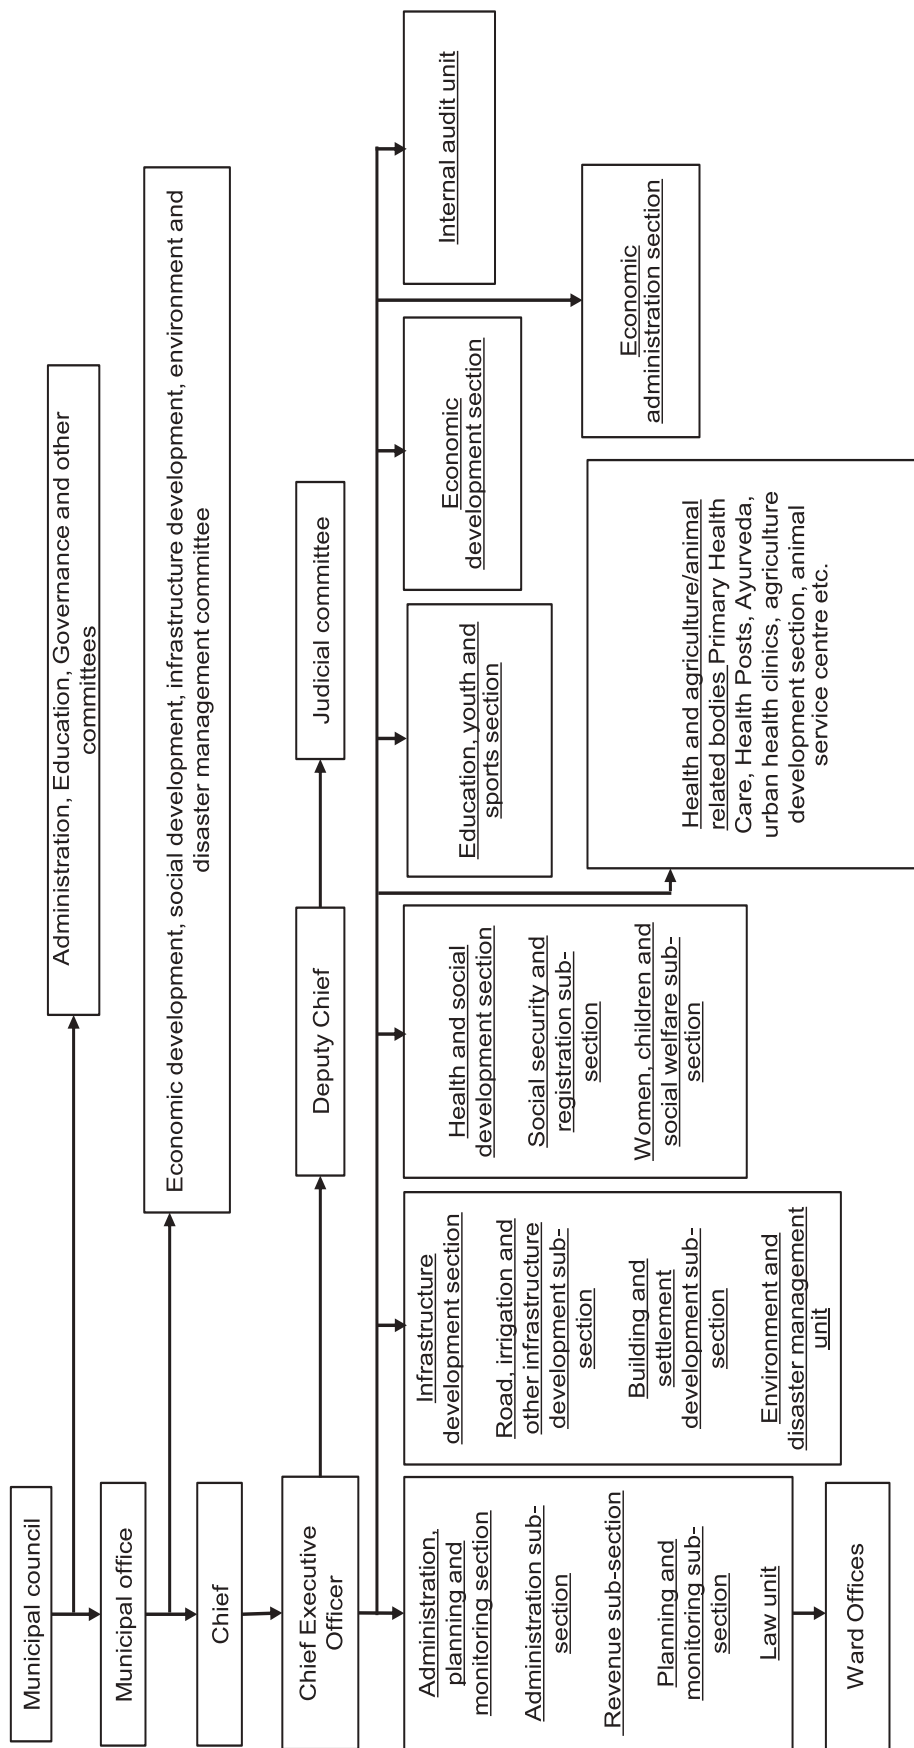 Municipal council
Administration, Education, Governance and other
committees
Municipal office
Economic development, social development, infrastructure development, environment and
disaster management committee
Chief
Chief Executive
Officer
Deputy Chief
Judicial committee
Administration,
planning and
monitoring section
Administration sub-
section
Revenue sub-section
Planning and
monitoring sub-
section
Law unit
Infrastructure
development section
Road, irrigation and
other infrastructure
development sub-
section
Building and
settlement
development sub-
section
Environment and
disaster management
unit
Health and social
development section
Social security and
registration sub-
section
Women, children and
social welfare sub-
section
Education, youth and
sports section
Economic
development section
Internal audit unit
Health and agriculture/animal
related bodies Primary Health
Care, Health Posts, Ayurveda,
urban health clinics, agriculture
development section, animal
service centre etc.
Economic
administration section
Ward Offices